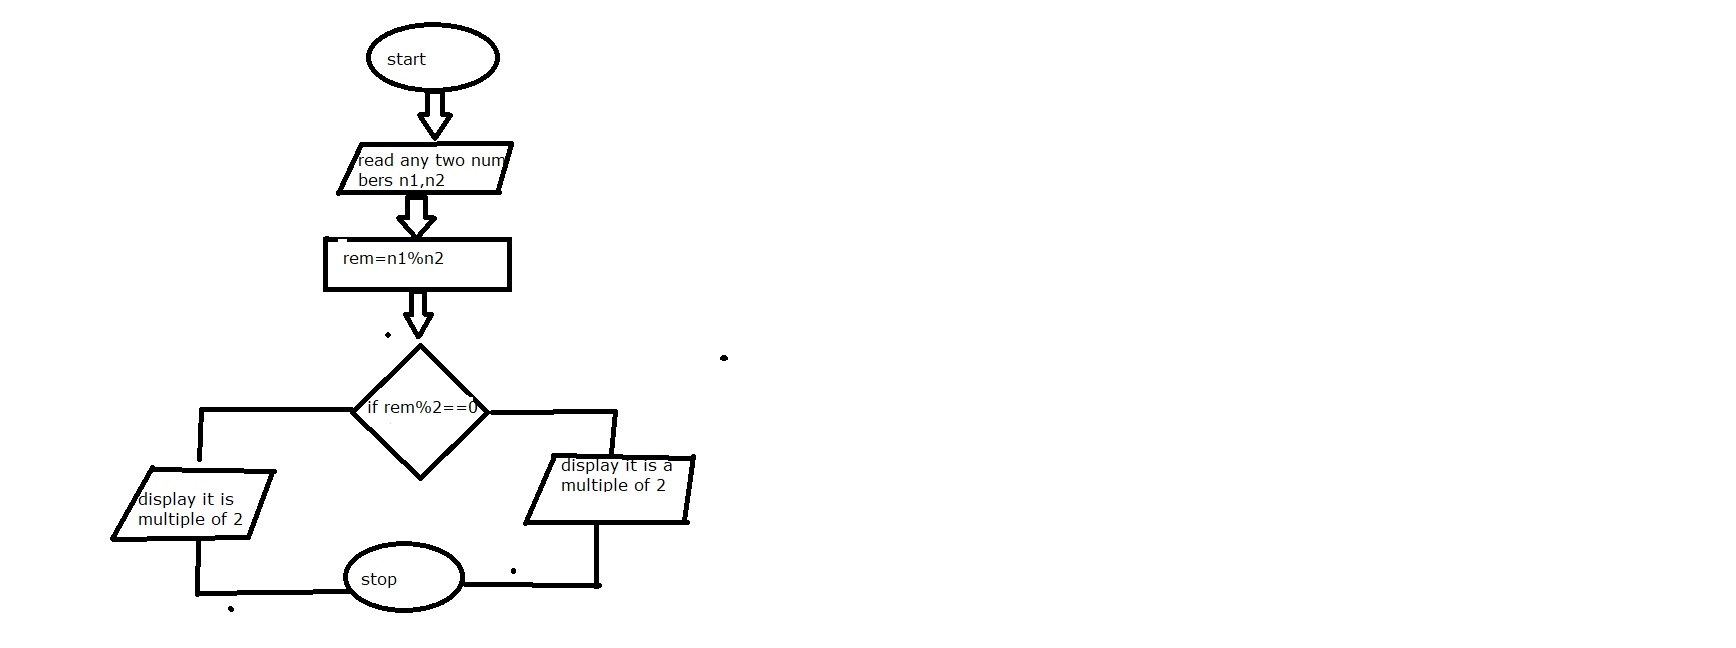 start
read any two num
bers n1,n2
rem=n1%n2
if rem%2==0
display it is a
multiple of 2
display it is
multiple of 2
stop